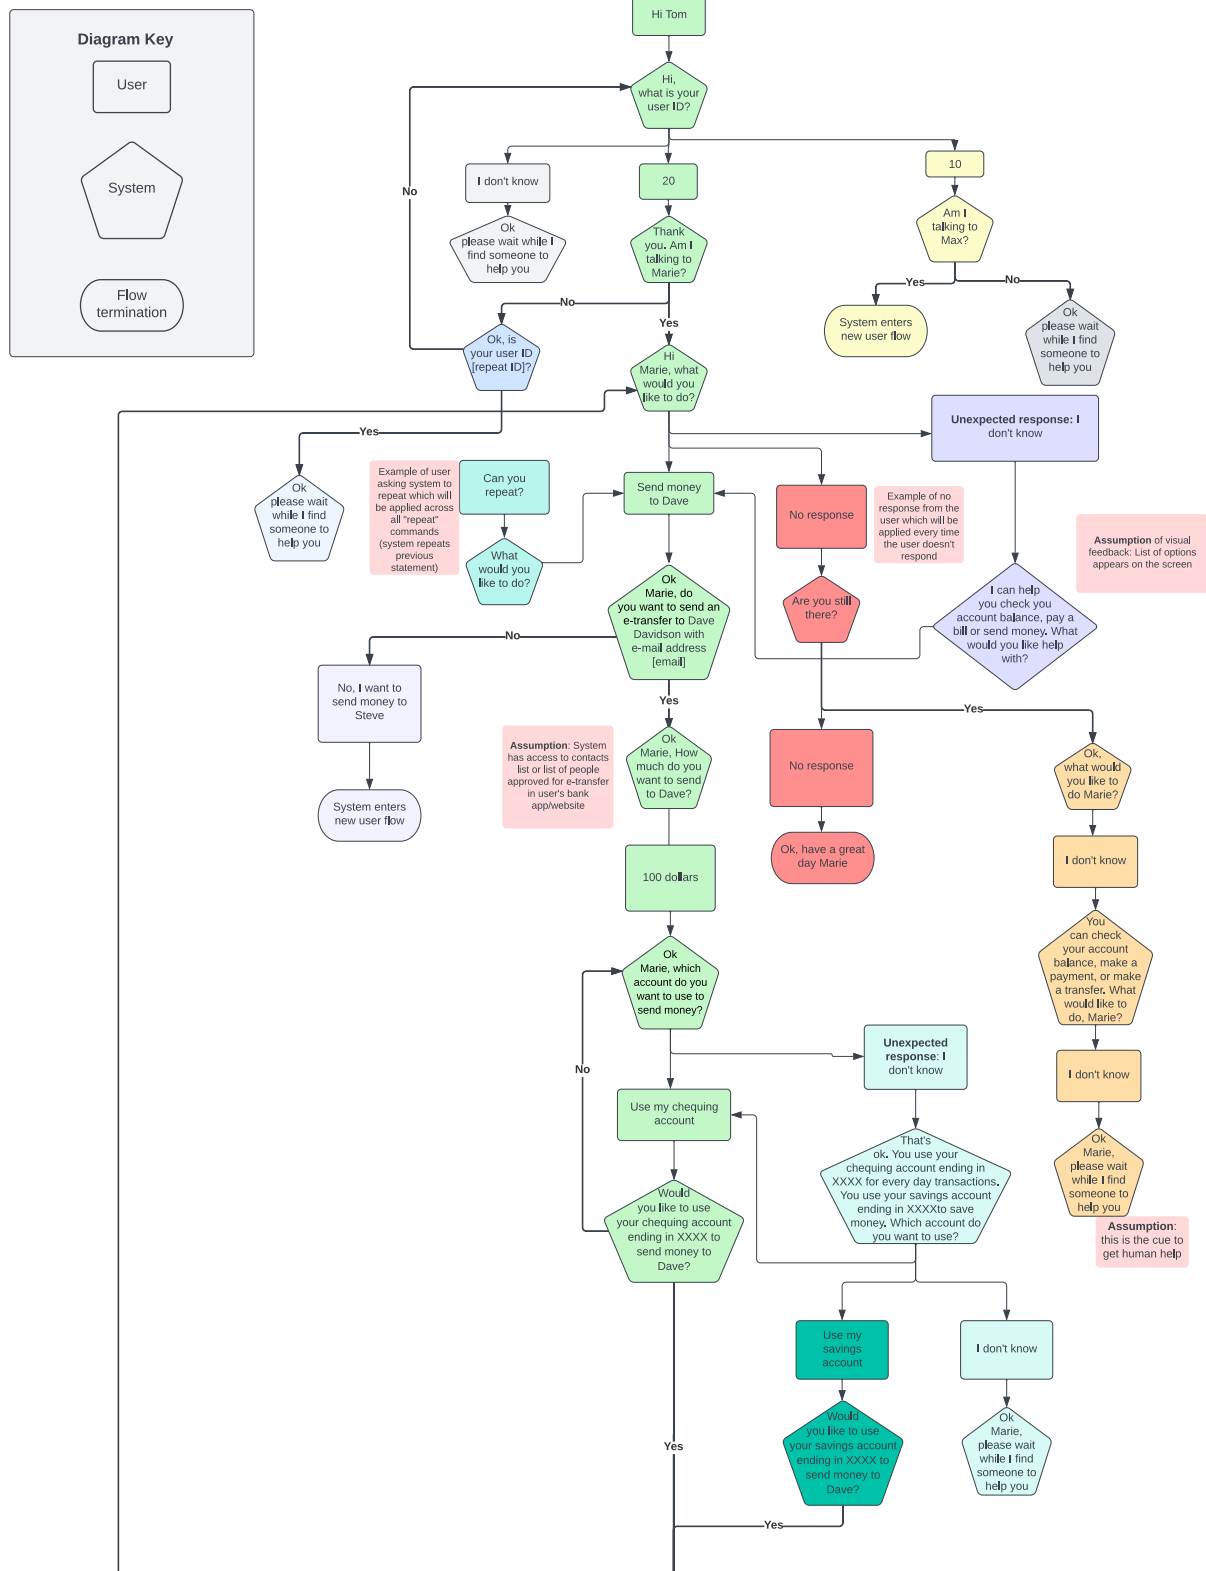 Diagram Key
User
System
Flow
termination
Hi Tom
Hi,
what is your
user ID?
No
I don't know
20
10
Ok
please wait while I
find someone to
help you
Thank
you. Am I
talking to
Marie?
Am I
talking to
Max?
Yes
No
No
Yes
System enters
new user flow
Ok
please wait
while I find
someone to
help you
Ok, is
your user ID
[repeat ID]?
Hi
Marie, what
would you
like to do?
Yes
Unexpected response: I
don't know
Ok
please wait
while I find
someone to
help you
Example of user
asking system to
repeat which will
be applied across
all "repeat"
commands
(system repeats
previous
statement)
Can you
repeat?
What
would you
like to do?
Send money
to Dave
No response
Example of no
response from the
user which will be
applied every time
the user doesn't
respond
Assumption of visual
feedback: List of options
appears on the screen
Ok
Marie, do
you want to send an
e-transfer to Dave
Davidson with
e-mail address
[email]
Are you still
there?
I can help
you check you
account balance, pay a
bill or send money. What
would you like help
with?
No
No, I want to
send money to
Steve
System enters
new user flow
Yes
Yes
Assumption: System
has access to contacts
list or list of people
approved for e-transfer
in user's bank
app/website
Ok
Marie, How
much do you
want to send
to Dave?
No response
Ok, have a great
day Marie
Ok,
what would
you like to
do Marie?
I don't know
100 dollars
You
can check
your account
balance, make a
payment, or make
a transfer. What
would like to
do, Marie?
Ok
Marie, which
account do you
want to use to
send money?
No
Unexpected
response: I
don't know
I don't know
Use my chequing
account
That's
ok. You use your
chequing account ending in
XXXX for every day transactions.
You use your savings account
ending in XXXXto save
money. Which account do
you want to use?
Ok
Marie,
please wait
while I find
someone to
help you
Assumption:
this is the cue to
get human help
Would
you like to use
your chequing account
ending in XXXX to
send money to
Dave?
Use my
savings
account
I don't know
Yes
Would
you like to use
your savings account
ending in XXXX to
send money to
Dave?
Ok
Marie,
please wait
while I find
someone to
help you
Yes